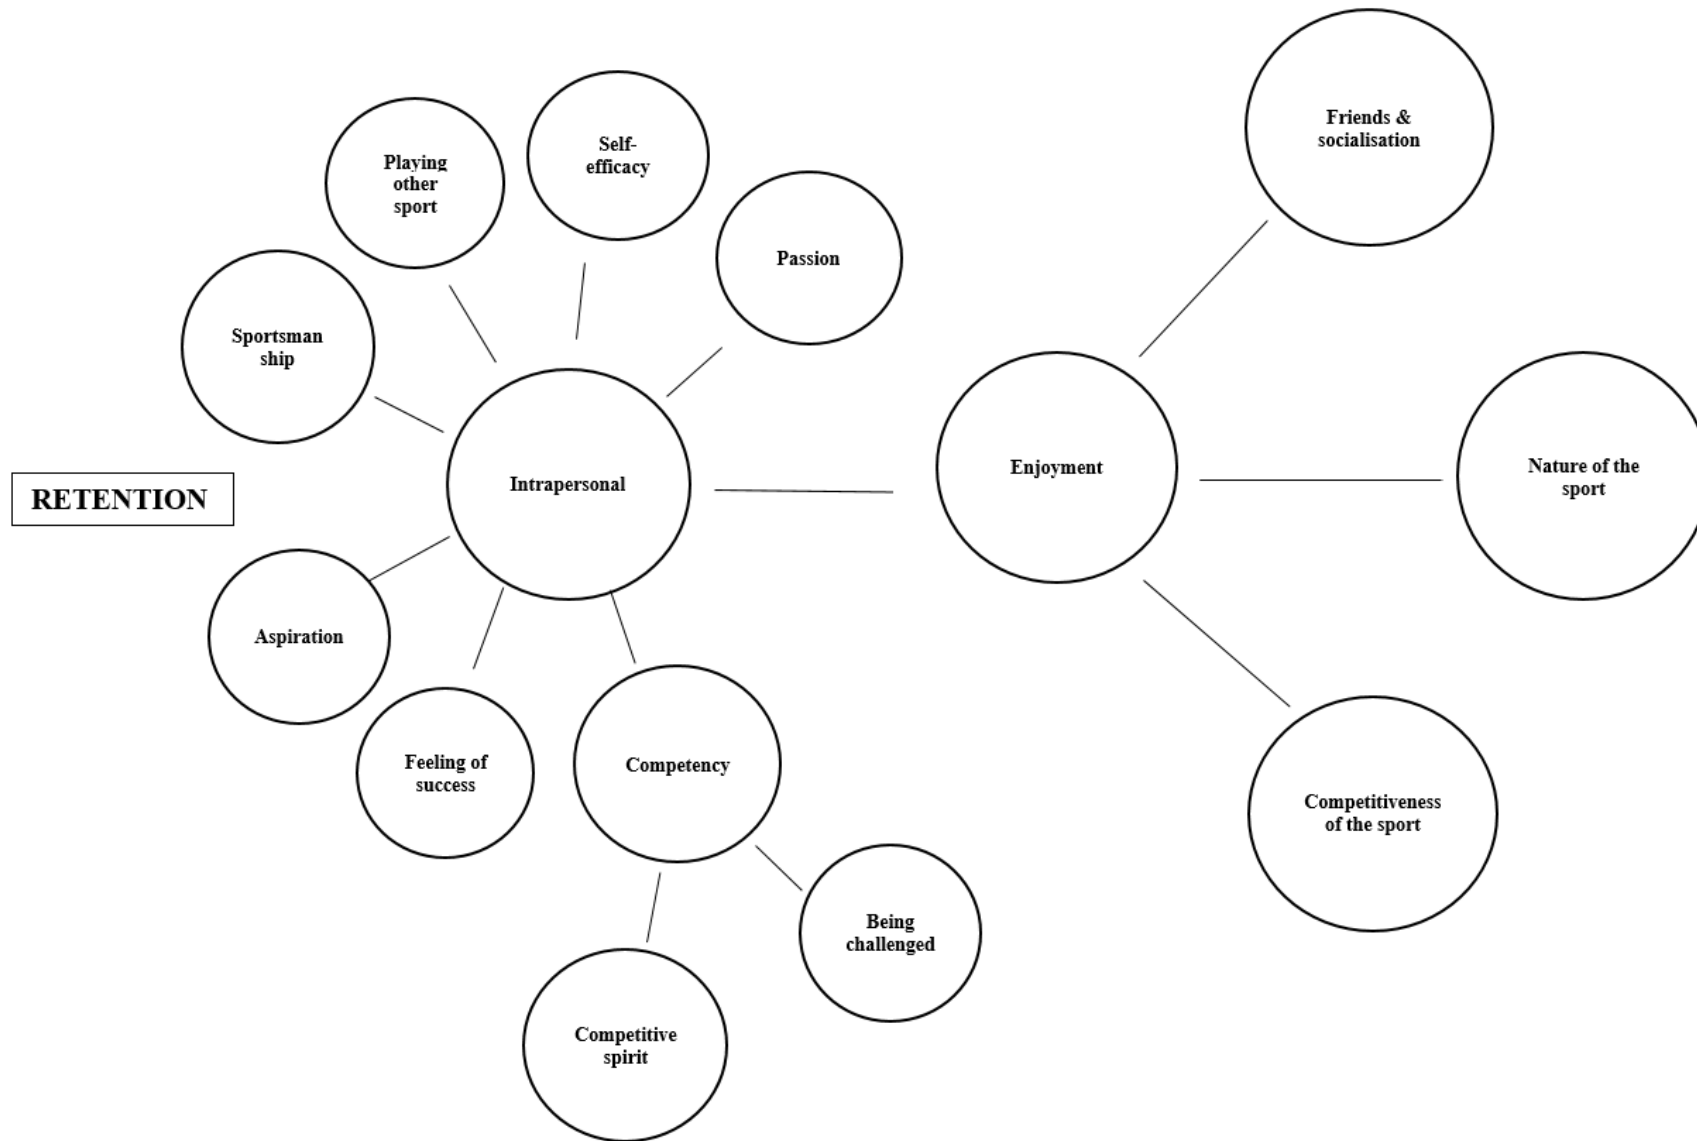 Friends &
socialisation
Self-
efficacy
Playing
other
sport
Passion
Sportsman
ship
Enjoyment
Nature of the
sport
Intrapersonal
RETENTION
Aspiration
Feeling of
success
Competency
Competitiveness
of the sport
Being
challenged
Competitive
spirit